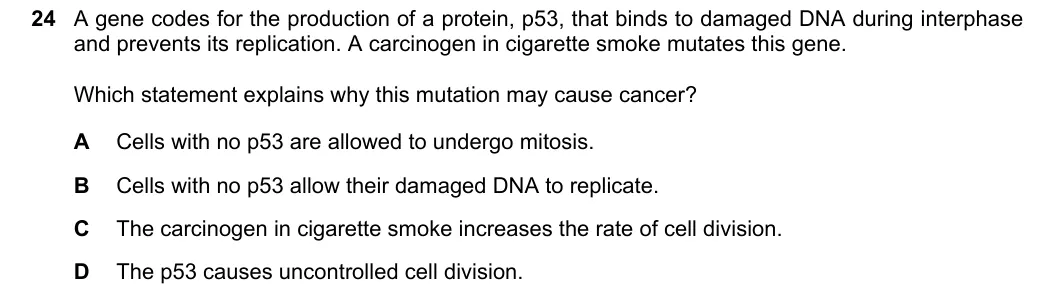 24 A gene codes for the production of a protein, p53, that binds to damaged DNA during interphase
and prevents its replication. A carcinogen in cigarette smoke mutates this gene.
Which statement explains why this mutation may cause cancer?
A Cells with no p53 are allowed to undergo mitosis.
B Cells with no p53 allow their damaged DNA to replicate.
C The carcinogen in cigarette smoke increases the rate of cell division.
D The p53 causes uncontrolled cell division.